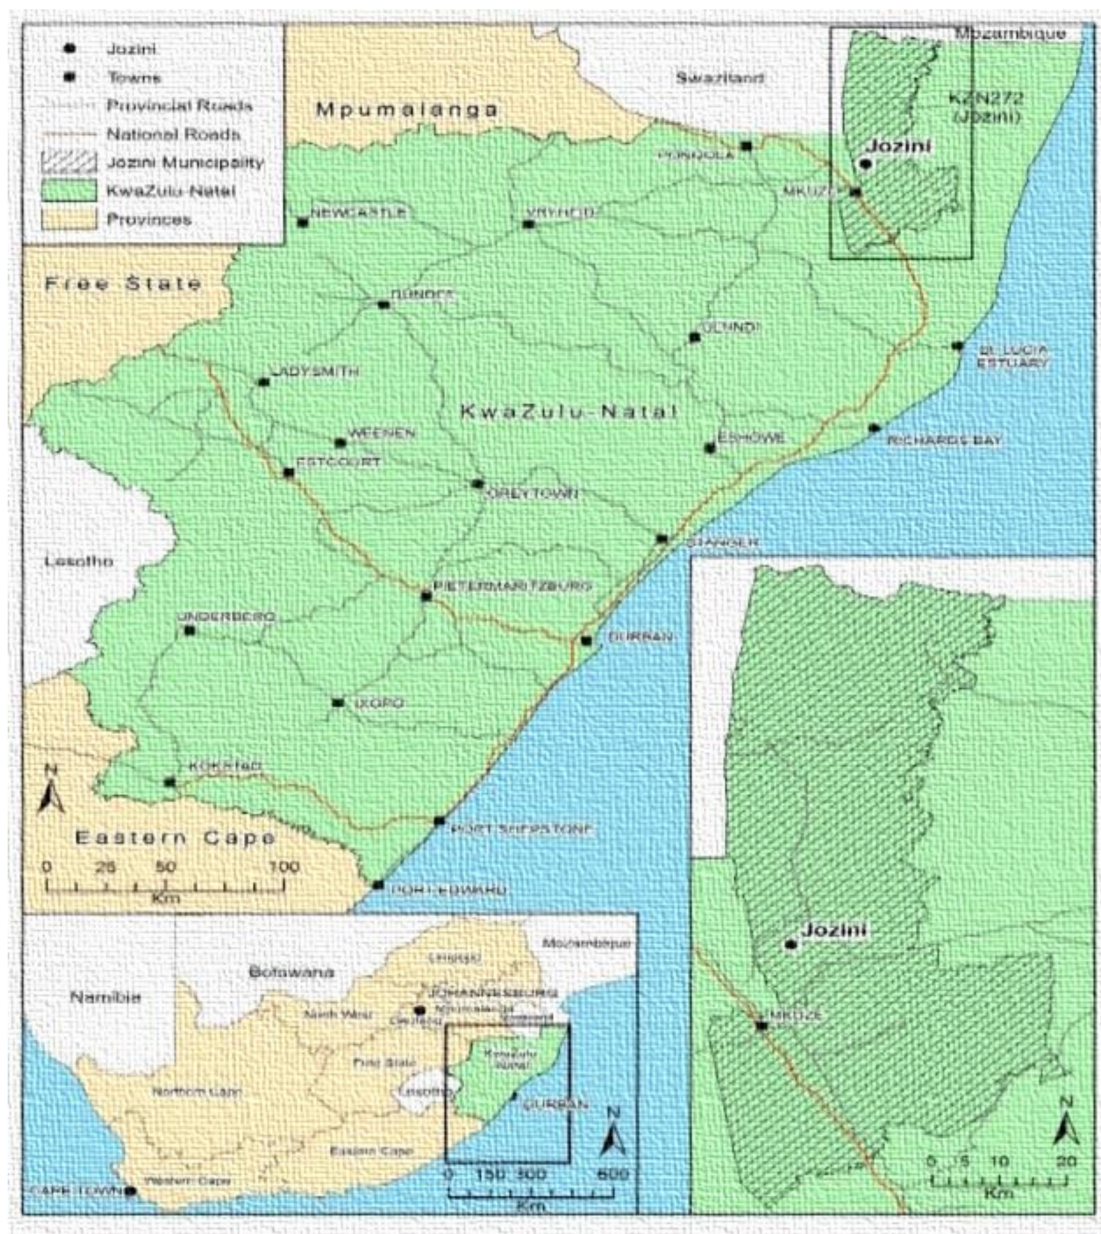 Jozini
Towns
Provincial Roads
National Roads
Jozini Municipality
KwaZulu-Natal
Provinces
Mpumalanga
Swaziland
Mozambique
KZN272
(Jozini)
Jozini
PONGOLA
MKUZE
NEWCASTLE
VRYHEID
Free State
DUNDEE
ULUNDI
ST LUCIA
ESTUARY
LADYSMITH
KwaZulu-Natal
WEENEN
ESHOWE
RICHARDS BAY
ESTCOURT
GREYTOWN
STANGER
Lesotho
PIETERMARITZBURG
UNDERBERG
DURBAN
IXOPO
KOKSTAD
N
Eastern Cape
PORT SHEPSTONE
0 25 50 100
Km
PORT EDWARD
Jozini
MKUZE
N
0 5 10 20
Km
Mozambique
Botswana
Limpopo
Namibia
JOHANNESBURG
North West
Mpumalanga
Gauteng
Free State
KwaZulu
Natal
Lesotho
Northern Cape
DURBAN
N
Eastern Cape
Western Cape
CAPE TOWN
0 150 300 600
Km